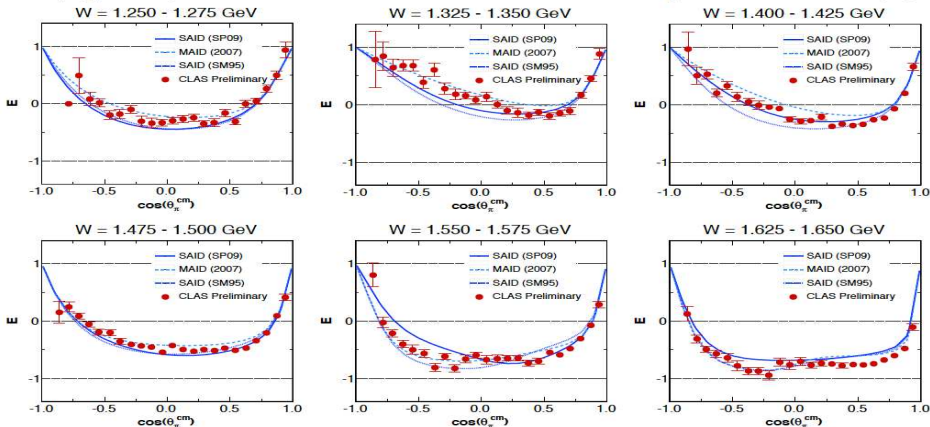 W = 1.250 - 1.275 GeV
SAID (SP09)
MAID (2007)
SAID (SM95)
CLAS Preliminary
E
1
0
-1
-1.0
-0.5
0.0
0.5
1.0
cos(θπcm)
W = 1.325 - 1.350 GeV
SAID (SP09)
MAID (2007)
SAID (SM95)
CLAS Preliminary
1
0
-1
-1.0
-0.5
0.0
0.5
1.0
cos(θπcm)
W = 1.400 - 1.425 GeV
SAID (SP09)
MAID (2007)
SAID (SM95)
CLAS Preliminary
1
0
-1
-1.0
-0.5
0.0
0.5
1.0
cos(θπcm)
W = 1.475 - 1.500 GeV
SAID (SP09)
MAID (2007)
SAID (SM95)
CLAS Preliminary
E
1
0
-1
-1.0
-0.5
0.0
0.5
1.0
cos(θπcm)
W = 1.550 - 1.575 GeV
SAID (SP09)
MAID (2007)
SAID (SM95)
CLAS Preliminary
E
1
0
-1
-1.0
-0.5
0.0
0.5
1.0
cos(θπcm)
W = 1.625 - 1.650 GeV
SAID (SP09)
MAID (2007)
SAID (SM95)
CLAS Preliminary
E
1
0
-1
-1.0
-0.5
0.0
0.5
1.0
cos(θπcm)